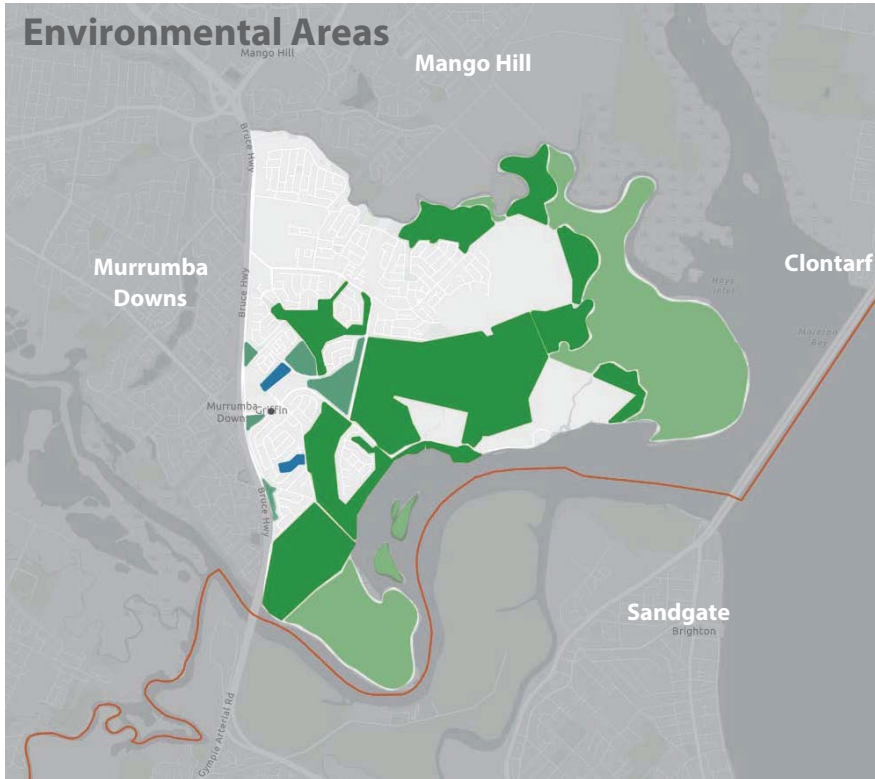 Environmental Areas
Mango Hill
Mango Hill
Bruce Hwy
Murrumba
Downs
Bruce Hwy
Hays
Inlet
Clontarf
Bramble
Bay
Murrumba
Downs
Griffin
Bruce Hwy
Sandgate
Brighton
Gympie Arterial Rd